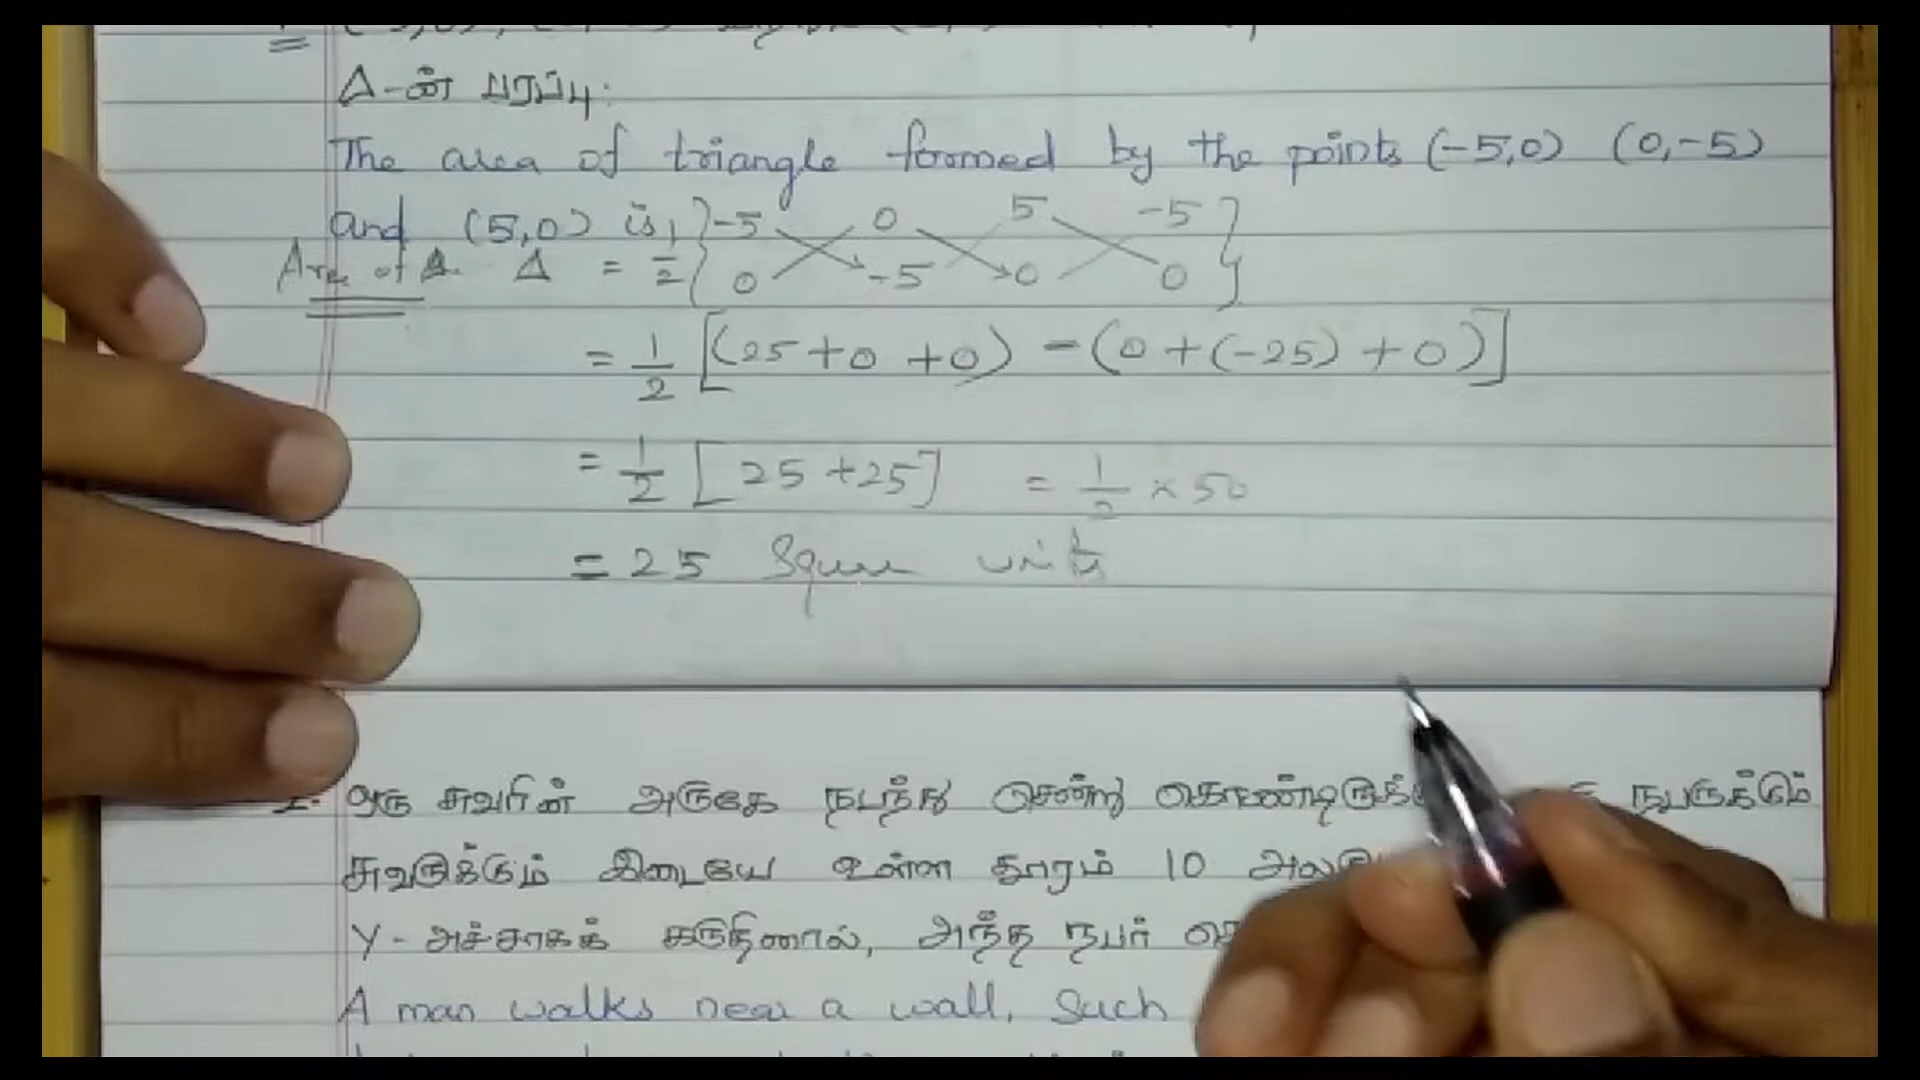 Δ-ன் பரப்பு:
The area of triangle formed by the points (-5,0) (0,-5)
and (5,0) is,
Are of Δ = 1/2 { -5 0 5 -5 }
0 -5 0 0
= 1/2 [(25+0+0) - (0+(-25)+0)]
= 1/2 [25+25] = 1/2 × 50
= 25 Square units
ஒரு சுவரின் அருகே நடந்து சென்று நபருக்கும்
சுவருக்கும் இடையே உள்ள தூரம் 10
Y- அச்சாகக் கருதினால், அந்த நபர்
A man walks near a wall, such